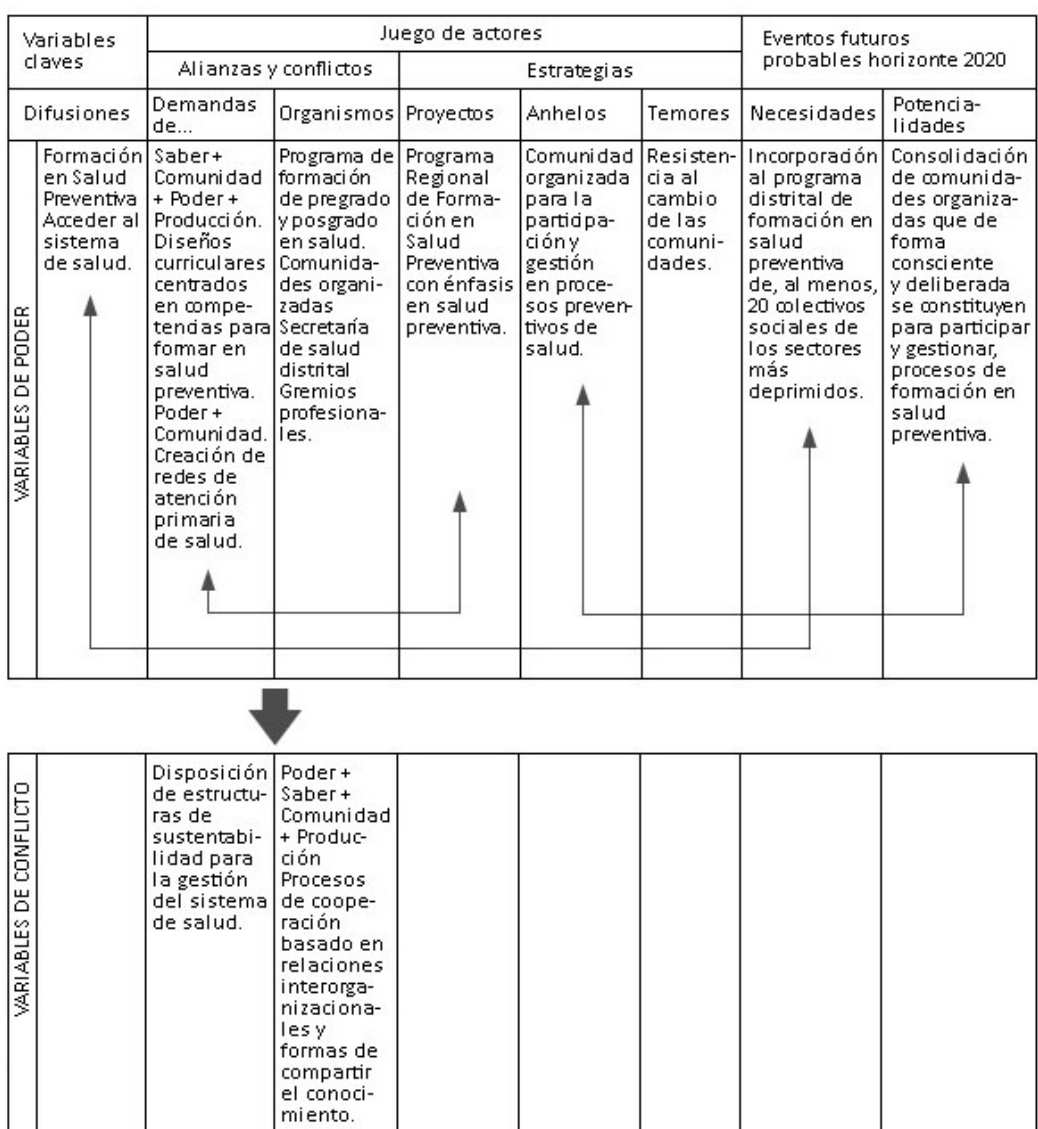 Variables
claves
Juego de actores
Eventos futuros
probables horizonte 2020
Alianzas y conflictos
Estrategias
Difusiones
Demandas
de...
Organismos
Proyectos
Anhelos
Temores
Necesidades
Potencia-
lidades
VARIABLES DE PODER
Formación
en Salud
Preventiva
Acceder al
sistema
de salud.
Saber+
Comunidad
+ Poder +
Producción.
Diseños
curriculares
centrados
en compe-
tencias para
formar en
salud
preventiva.
Poder +
Comunidad.
Creación de
redes de
atención
primaria
de salud.
Programa de
formación
de pregrado
y posgrado
en salud.
Comunida-
des organi-
zadas
Secretaría
de salud
distrital
Gremios
profesiona-
les.
Programa
Regional
de Forma-
ción en
Salud
Preventiva
con énfasis
en salud
preventiva.
Comunidad
organizada
para la
participa-
ción y
gestión
en proce-
sos preven-
tivos de
salud.
Resisten-
cia al
cambio
de las
comuni-
dades.
Incorporación
al programa
distrital de
formación en
salud
preventiva
de, al menos,
20 colectivos
sociales de
los sectores
más
deprimidos.
Consolidación
de comunida-
des organiza-
das que de
forma
consciente
y deliberada
se constituyen
para participar
y gestionar,
procesos de
formación en
salud
preventiva.
VARIABLES DE CONFLICTO
Disposición
de estructu-
ras de
sustentabi-
lidad para
la gestión
del sistema
de salud.
Poder +
Saber +
Comunidad
+ Produc-
ción
Procesos
de coope-
ración
basado en
relaciones
interorga-
nizaciona-
les y
formas de
compartir
el conoci-
miento.